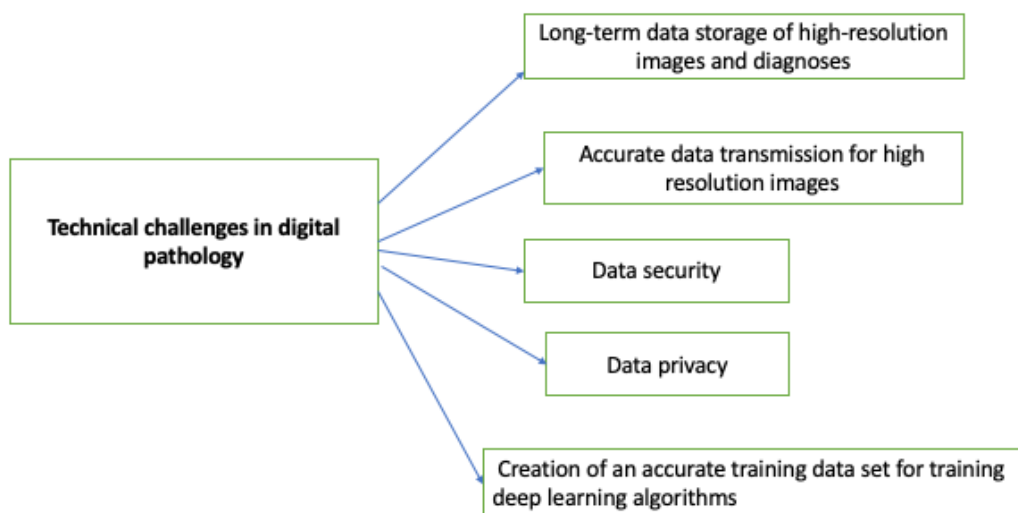 Long-term data storage of high-resolution
images and diagnoses
Accurate data transmission for high
resolution images
Technical challenges in digital
pathology
Data security
Data privacy
Creation of an accurate training data set for training
deep learning algorithms